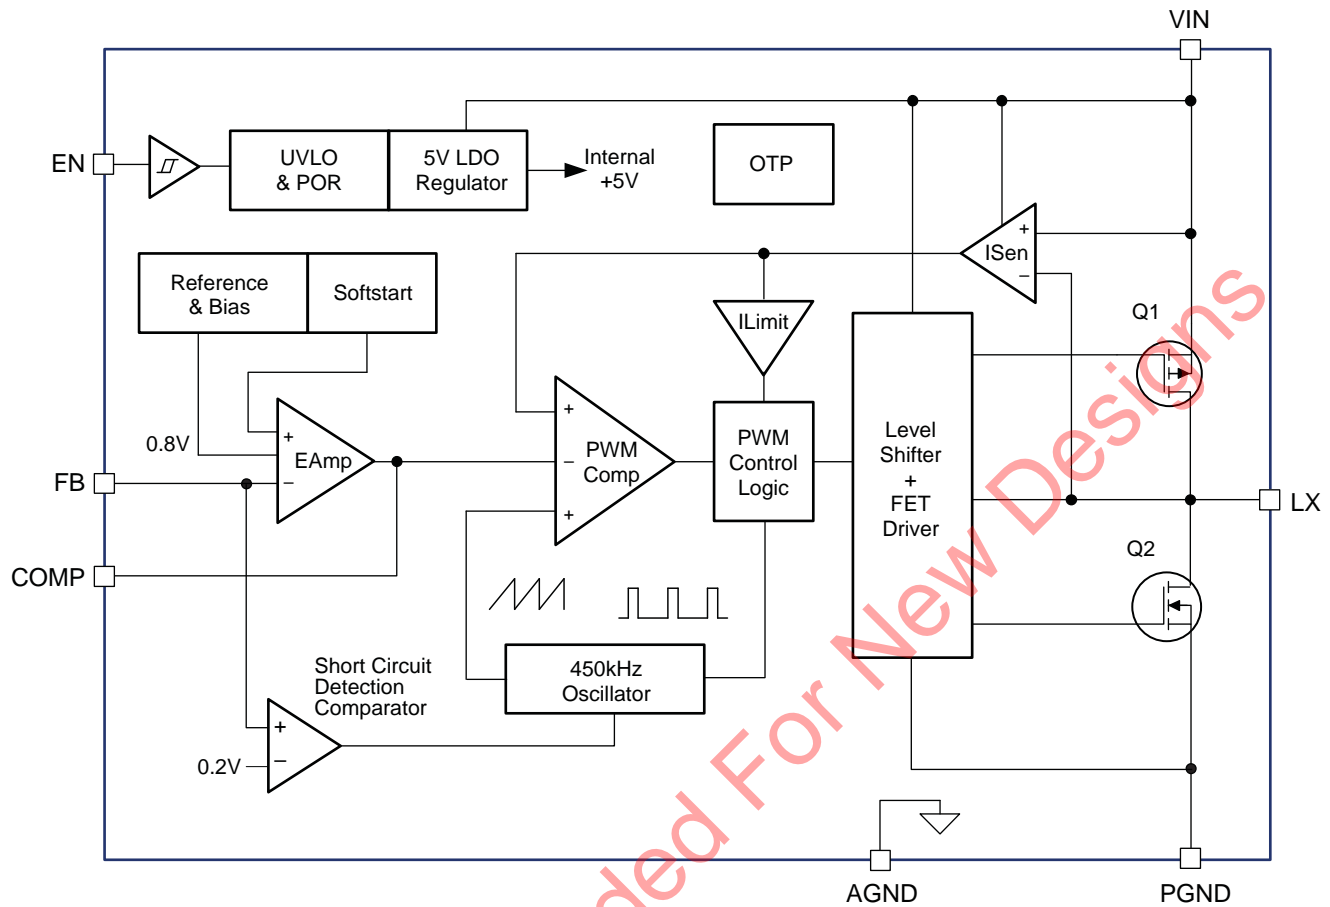 VIN
EN
UVLO
& POR
5V LDO
Regulator
Internal
+5V
OTP
Reference
& Bias
Softstart
+
ISen
−
ILimit
Q1
0.8V
+
EAmp
−
FB
COMP
+
−
PWM
Comp
+
PWM
Control
Logic
Level
Shifter
+
FET
Driver
LX
Q2
450kHz
Oscillator
Short Circuit
Detection
Comparator
+
0.2V
−
AGND
PGND
ded For New Designs